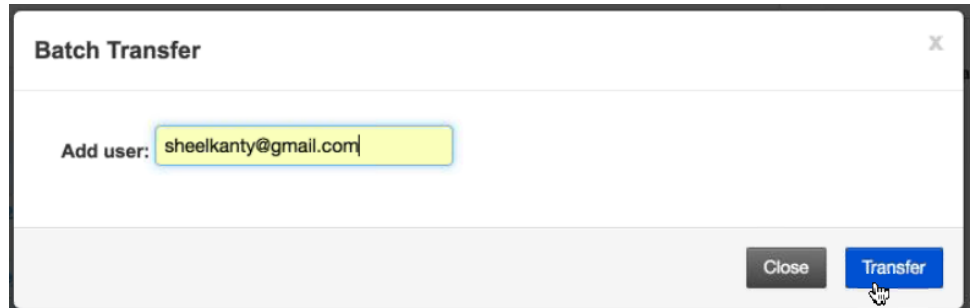 Batch Transfer
x
Add user: sheelkanty@gmail.com
Close Transfer